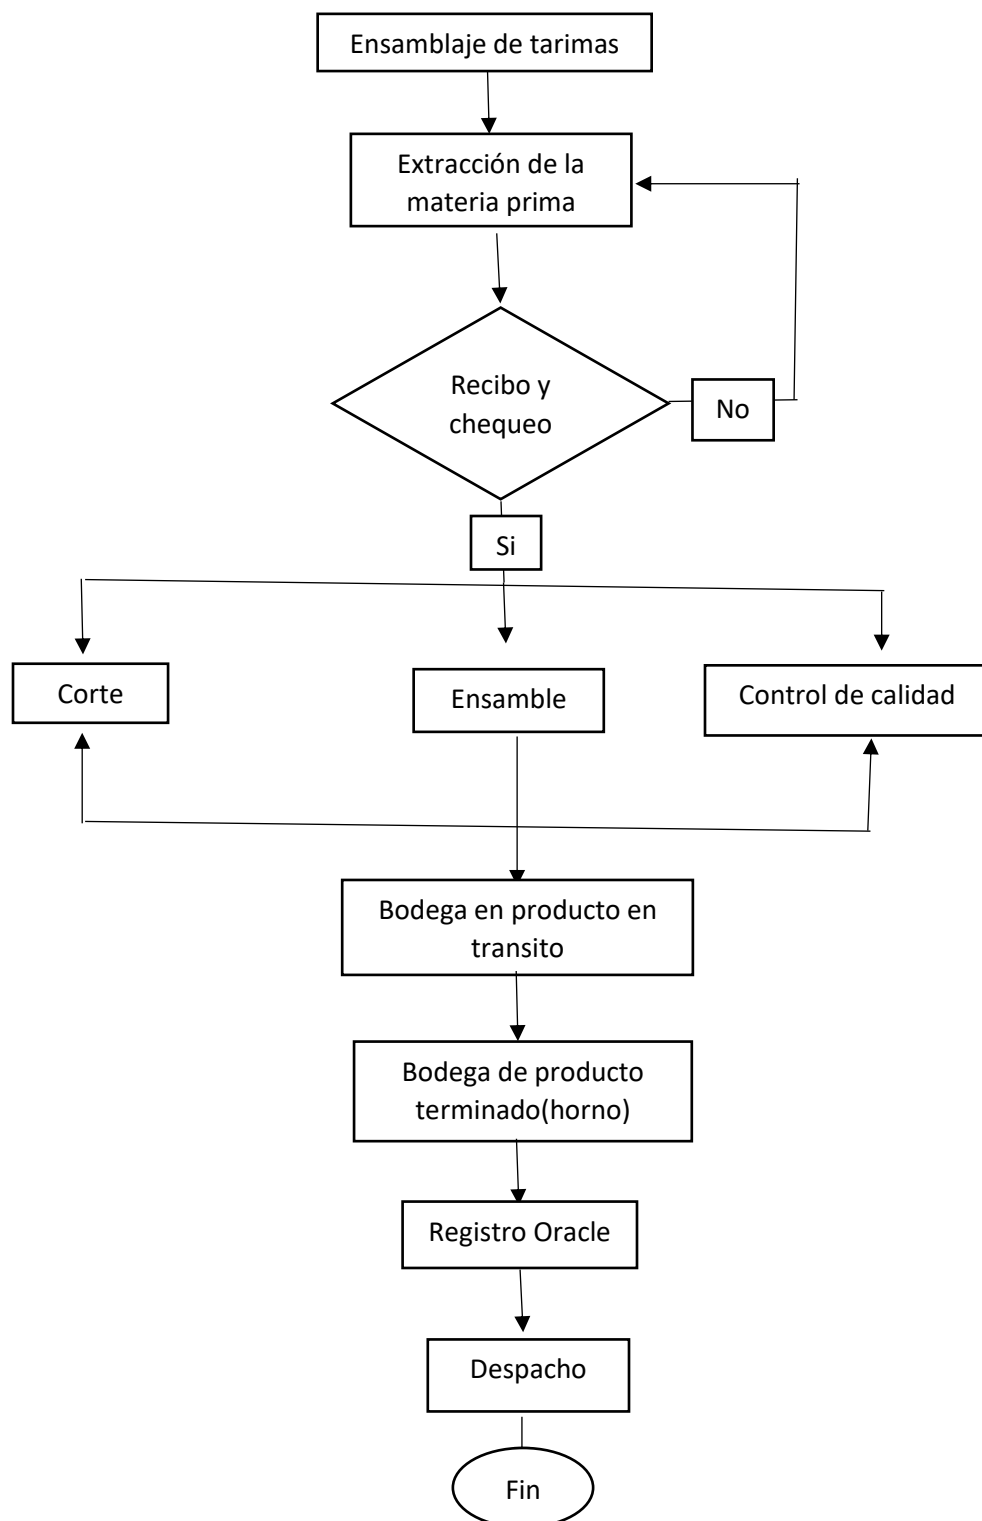 Ensamblaje de tarimas
Extracción de la
materia prima
Recibo y
chequeo
No
Si
Corte
Ensamble
Control de calidad
Bodega en producto en
transito
Bodega de producto
terminado(horno)
Registro Oracle
Despacho
Fin